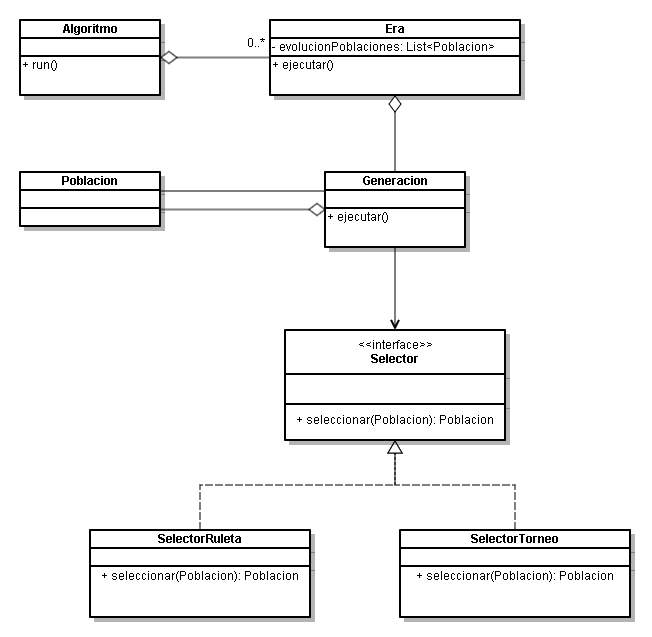 Algoritmo
+ run()
0..*
Era
- evolucionPoblaciones: List<Poblacion>
+ ejecutar()
Poblacion
Generacion
+ ejecutar()
<<interface>>
Selector
+ seleccionar(Poblacion): Poblacion
SelectorRuleta
+ seleccionar(Poblacion): Poblacion
SelectorTorneo
+ seleccionar(Poblacion): Poblacion